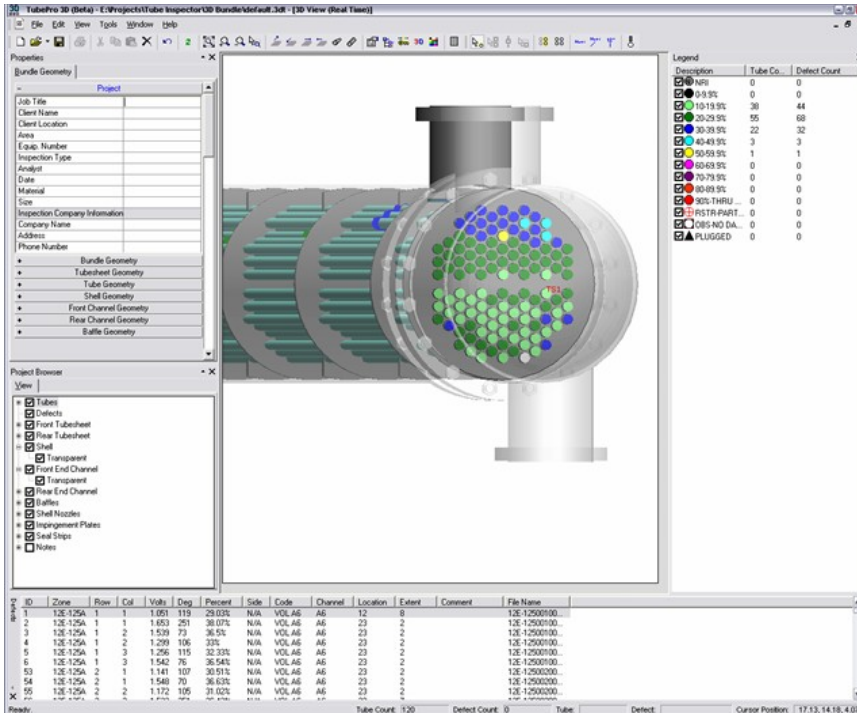 TubePro 3D (Beta) - E:\Projects\Tube Inspector\3D Bundle\default.3dt - [3D View (Real Time)]
File Edit View Tools Window Help
Properties
Bundle Geometry
Project
Job Title
Client Name
Client Location
Area
Equip. Number
Inspection Type
Analyst
Date
Material
Size
Inspection Company Information
Company Name
Address
Phone Number
Bundle Geometry
Tubesheet Geometry
Tube Geometry
Shell Geometry
Front Channel Geometry
Rear Channel Geometry
Baffle Geometry
Project Browser
View
Tubes
Defects
Front Tubesheet
Rear Tubesheet
Shell
Transparent
Front End Channel
Transparent
Rear End Channel
Baffles
Shell Nozzles
Impingement Plates
Seal Strips
Notes
TS1
Legend
Description Tube Co... Defect Count
NRI 0 0
0-9.9% 0 0
10-19.9% 38 44
20-29.9% 55 68
30-39.9% 22 32
40-49.9% 3 3
50-59.9% 1 1
60-69.9% 0 0
70-79.9% 0 0
80-89.9% 0 0
90%-THRU ... 0 0
RSTR-PART... 0 0
OBS-NO DA... 0 0
PLUGGED 0 0
Defects
ID Zone Row Col Volts Deg Percent Side Code Channel Location Extent Comment File Name
1 12E-125A 1 1 1.051 119 29.03% N/A VOL A6 A6 12 8 12E-12500100...
2 12E-125A 1 1 1.653 251 38.07% N/A VOL A6 A6 23 2 12E-12500100...
3 12E-125A 1 2 1.539 73 36.5% N/A VOL A6 A6 23 2 12E-12500100...
4 12E-125A 1 2 1.299 106 33% N/A VOL A6 A6 23 2 12E-12500100...
5 12E-125A 1 3 1.256 115 32.33% N/A VOL A6 A6 23 2 12E-12500100...
6 12E-125A 1 3 1.542 76 36.54% N/A VOL A6 A6 23 2 12E-12500100...
53 12E-125A 2 1 1.141 107 30.51% N/A VOL A6 A6 23 2 12E-12500200...
54 12E-125A 2 1 1.548 70 36.63% N/A VOL A6 A6 23 2 12E-12500200...
55 12E-125A 2 2 1.172 105 31.02% N/A VOL A6 A6 23 2 12E-12500200...
Ready. Tube Count: 120 Defect Count: 0 Tube: Defect: Cursor Position: 17.13, 14.18, 4.0